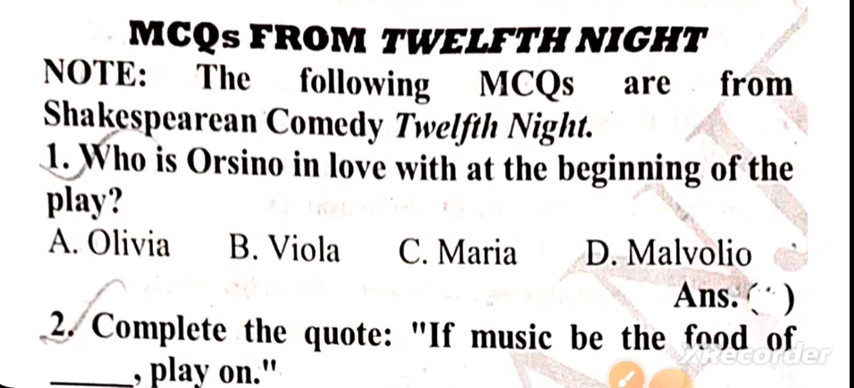 MCQs FROM TWELFTH NIGHT
NOTE: The following MCQs are from
Shakespearean Comedy Twelfth Night.
1. Who is Orsino in love with at the beginning of the
play?
A. Olivia B. Viola C. Maria D. Malvolio
Ans. ( )
2. Complete the quote: "If music be the food of
_____, play on."
XRecorder